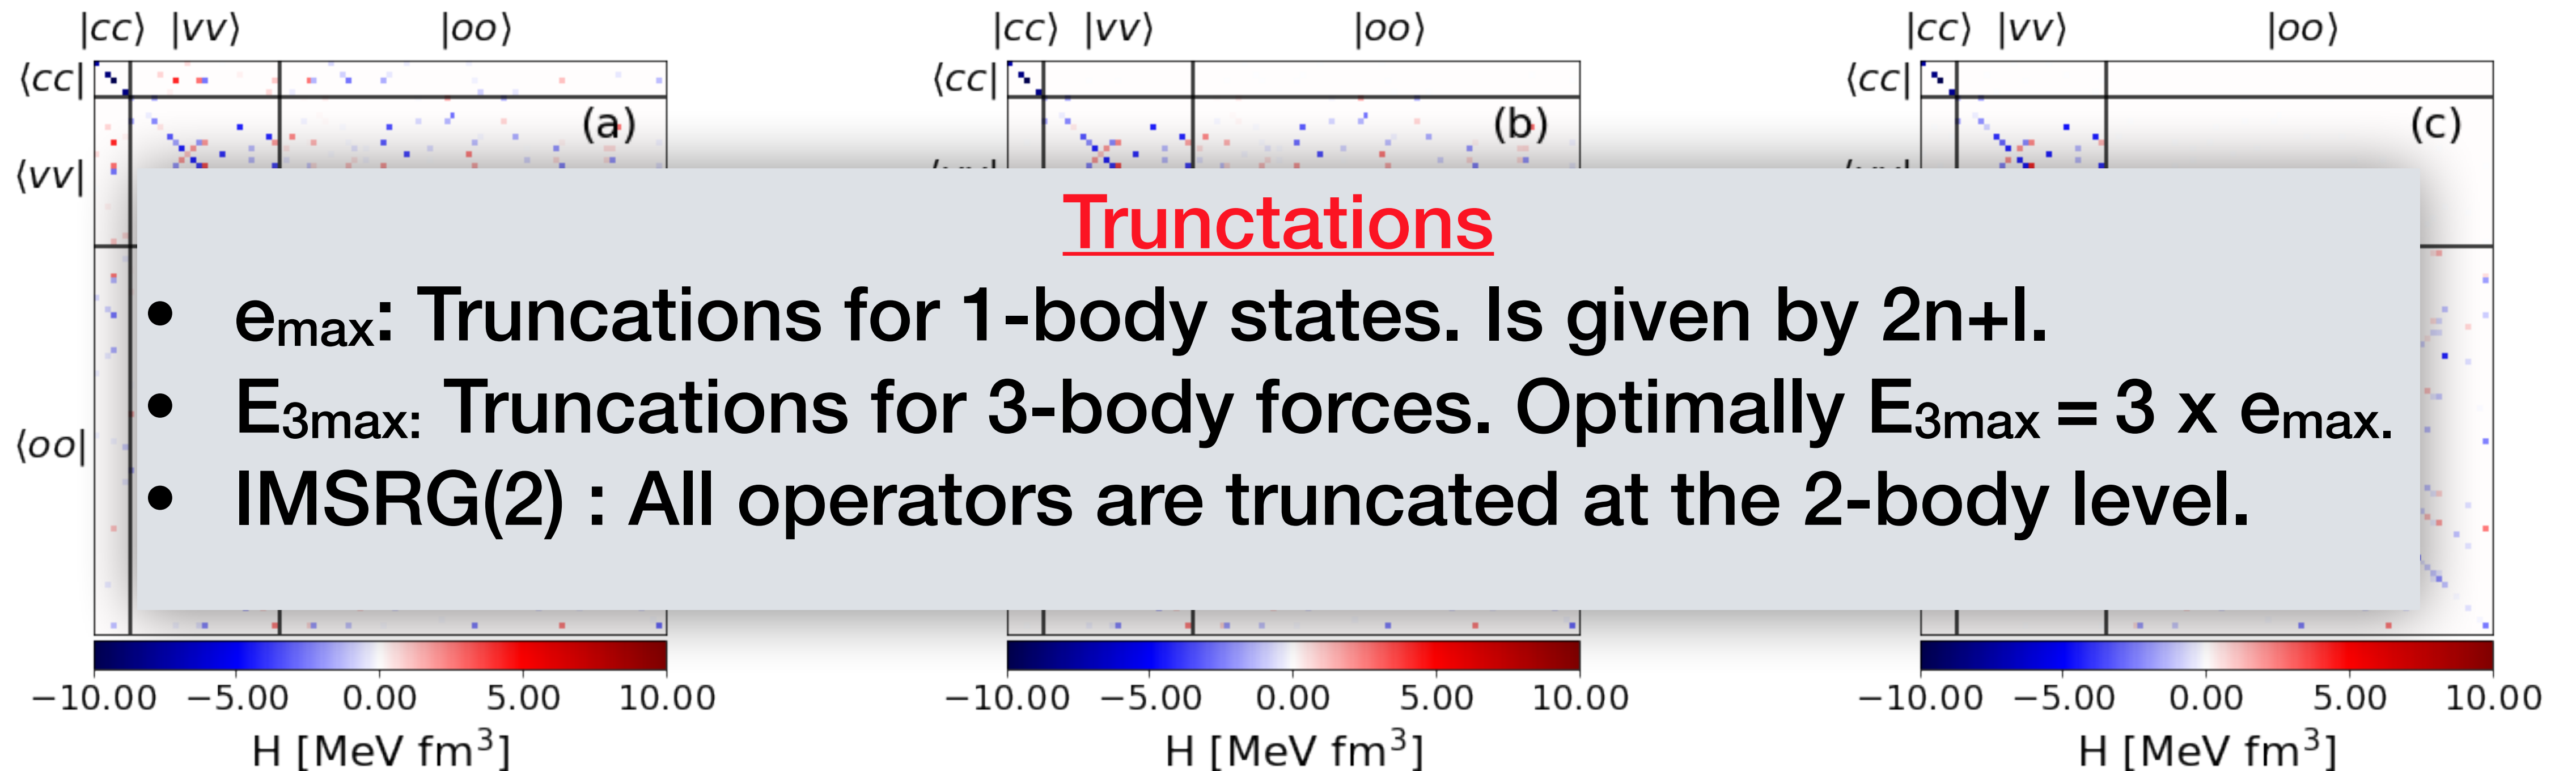 |cc⟩ |vv⟩ |oo⟩ |cc⟩ |vv⟩ |oo⟩ |cc⟩ |vv⟩ |oo⟩
⟨cc| ⟨cc| ⟨cc|
(a) (b) (c)
⟨vv|
Trunctations
• eₘₐₓ: Truncations for 1-body states. Is given by 2n+l.
• E₃ₘₐₓ: Truncations for 3-body forces. Optimally E₃ₘₐₓ = 3 x eₘₐₓ.
⟨oo|
• IMSRG(2) : All operators are truncated at the 2-body level.
−10.00 −5.00 0.00 5.00 10.00 −10.00 −5.00 0.00 5.00 10.00 −10.00 −5.00 0.00 5.00 10.00
H [MeV fm³] H [MeV fm³] H [MeV fm³]